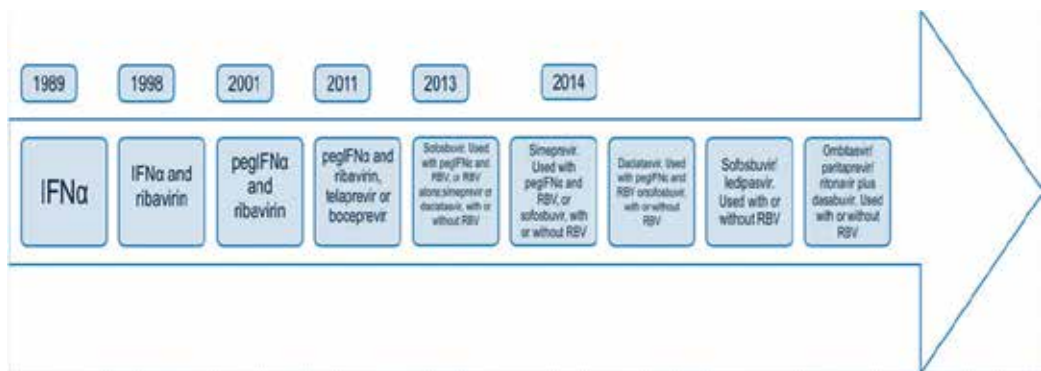 1989
1998
2001
2011
2013
2014
IFNα
IFNα and
ribavirin
pegIFNα
and
ribavirin
pegIFNα and
ribavirin,
telaprevir or
boceprevir
Sofosbuvir. Used
with pegIFNα and
RBV, or RBV
alone;simeprevir or
daclatasvir, with or
without RBV
Simeprevir.
Used with
pegIFNα and
RBV, or
sofosbuvir, with
or without RBV
Daclatasvir. Used
with pegIFNα and
RBV orsofosbuvir,
with or without
RBV
Sofosbuvir/
ledipasvir.
Used with or
without RBV
Ombitasvir/
paritaprevir/
ritonavir plus
dasabuvir. Used
with or without
RBV